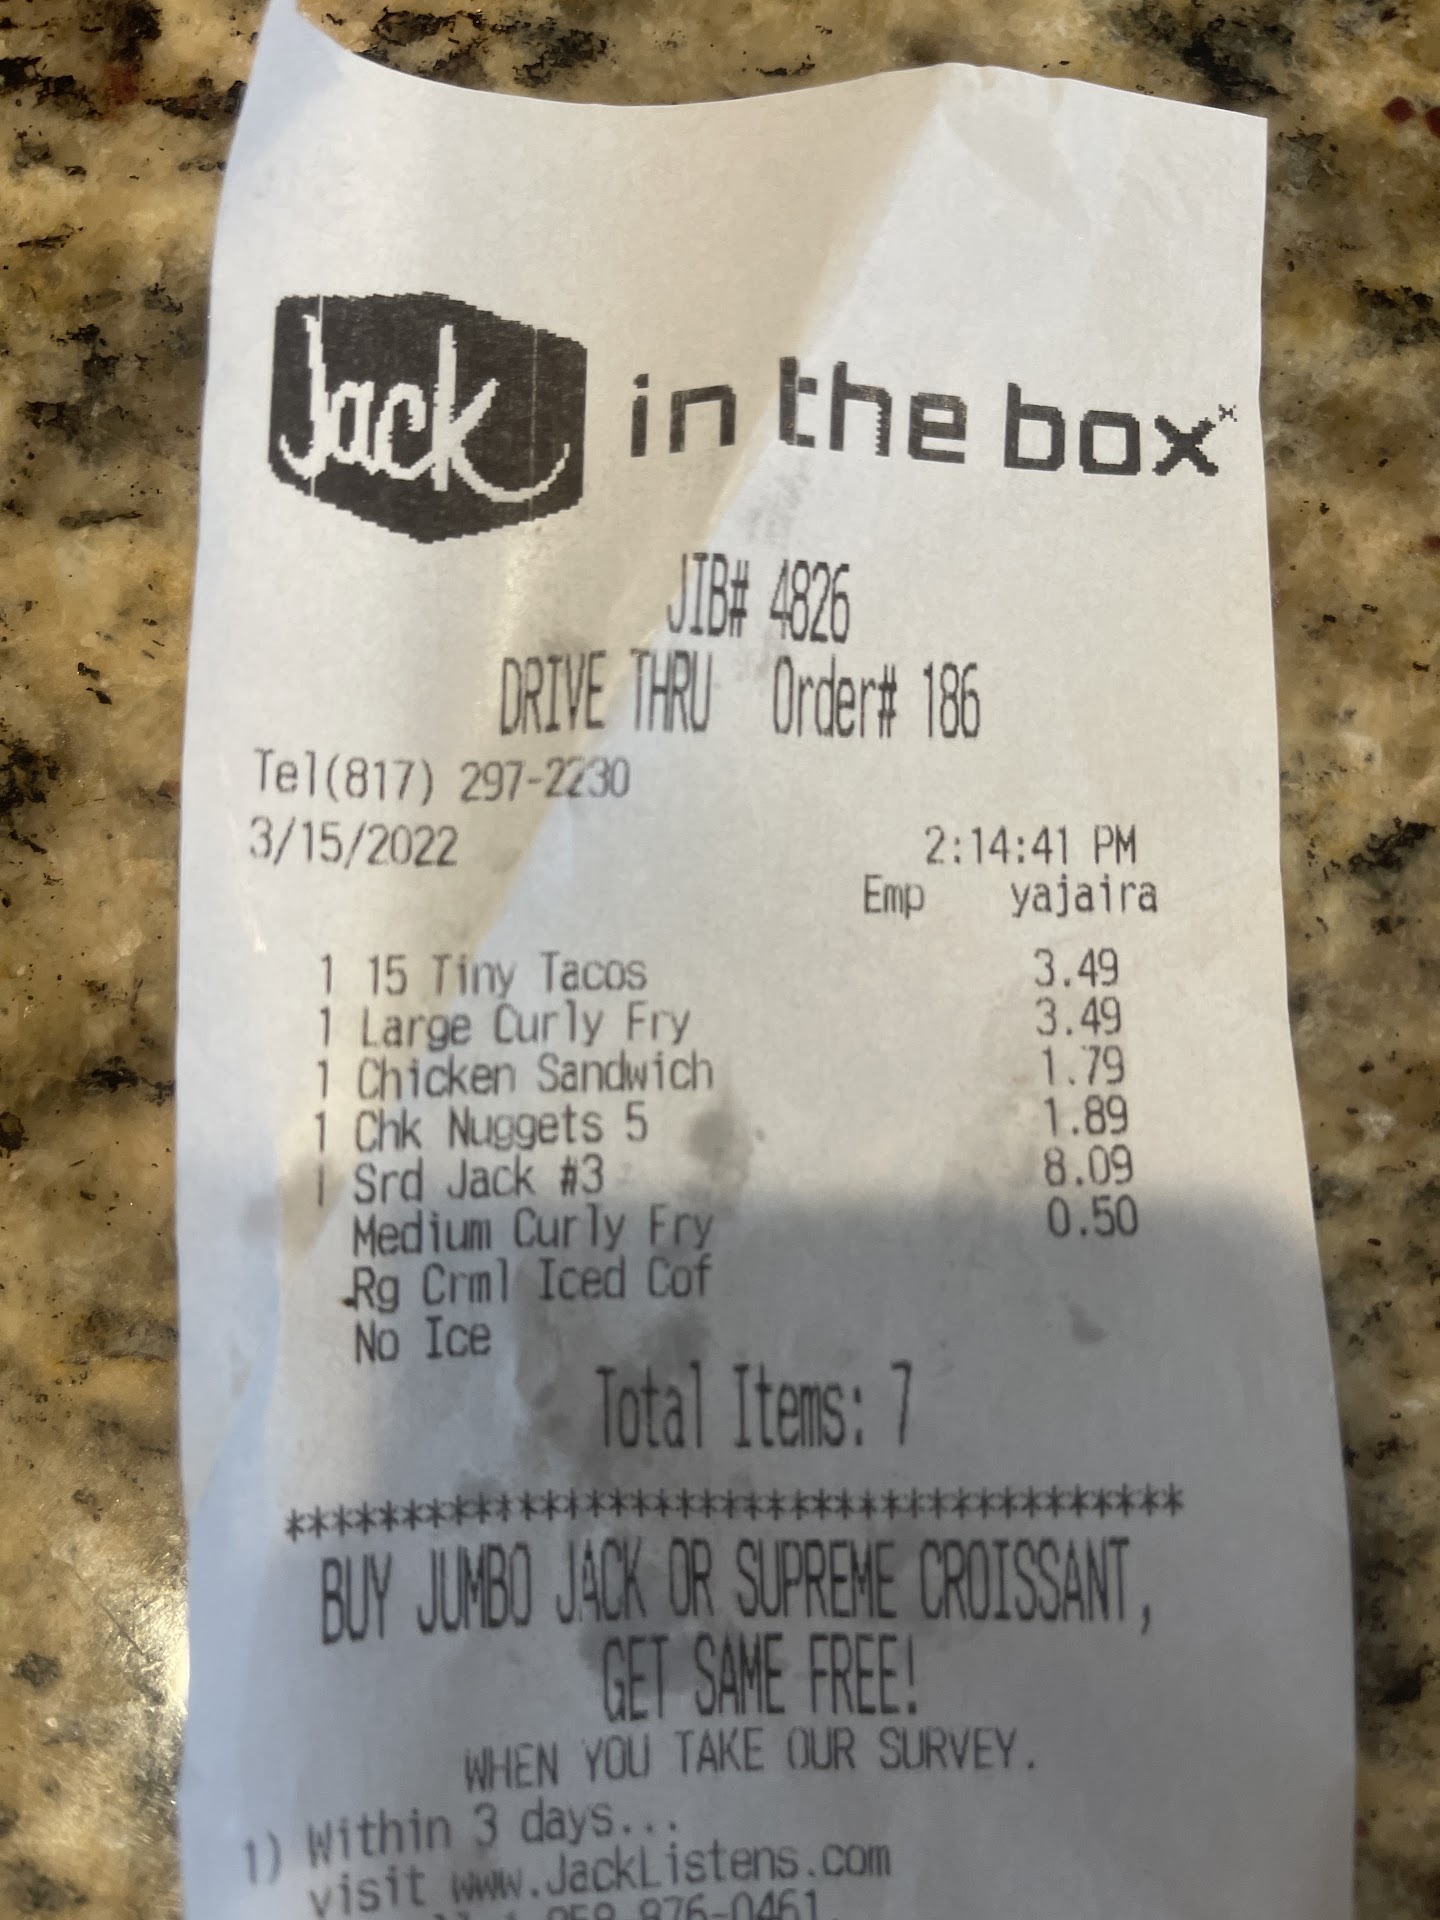 Jack in the box
JIB# 4826
DRIVE THRU Order# 186
Tel(817) 297-2230
3/15/2022 2:14:41 PM
Emp yajaira
1 15 Tiny Tacos 3.49
1 Large Curly Fry 3.49
1 Chicken Sandwich 1.79
1 Chk Nuggets 5 1.89
1 Srd Jack #3 8.09
Medium Curly Fry 0.50
Rg Crml Iced Cof
No Ice
Total Items: 7
****************************************
BUY JUMBO JACK OR SUPREME CROISSANT,
GET SAME FREE!
WHEN YOU TAKE OUR SURVEY.
1) Within 3 days...
visit www.JackListens.com
976-0461